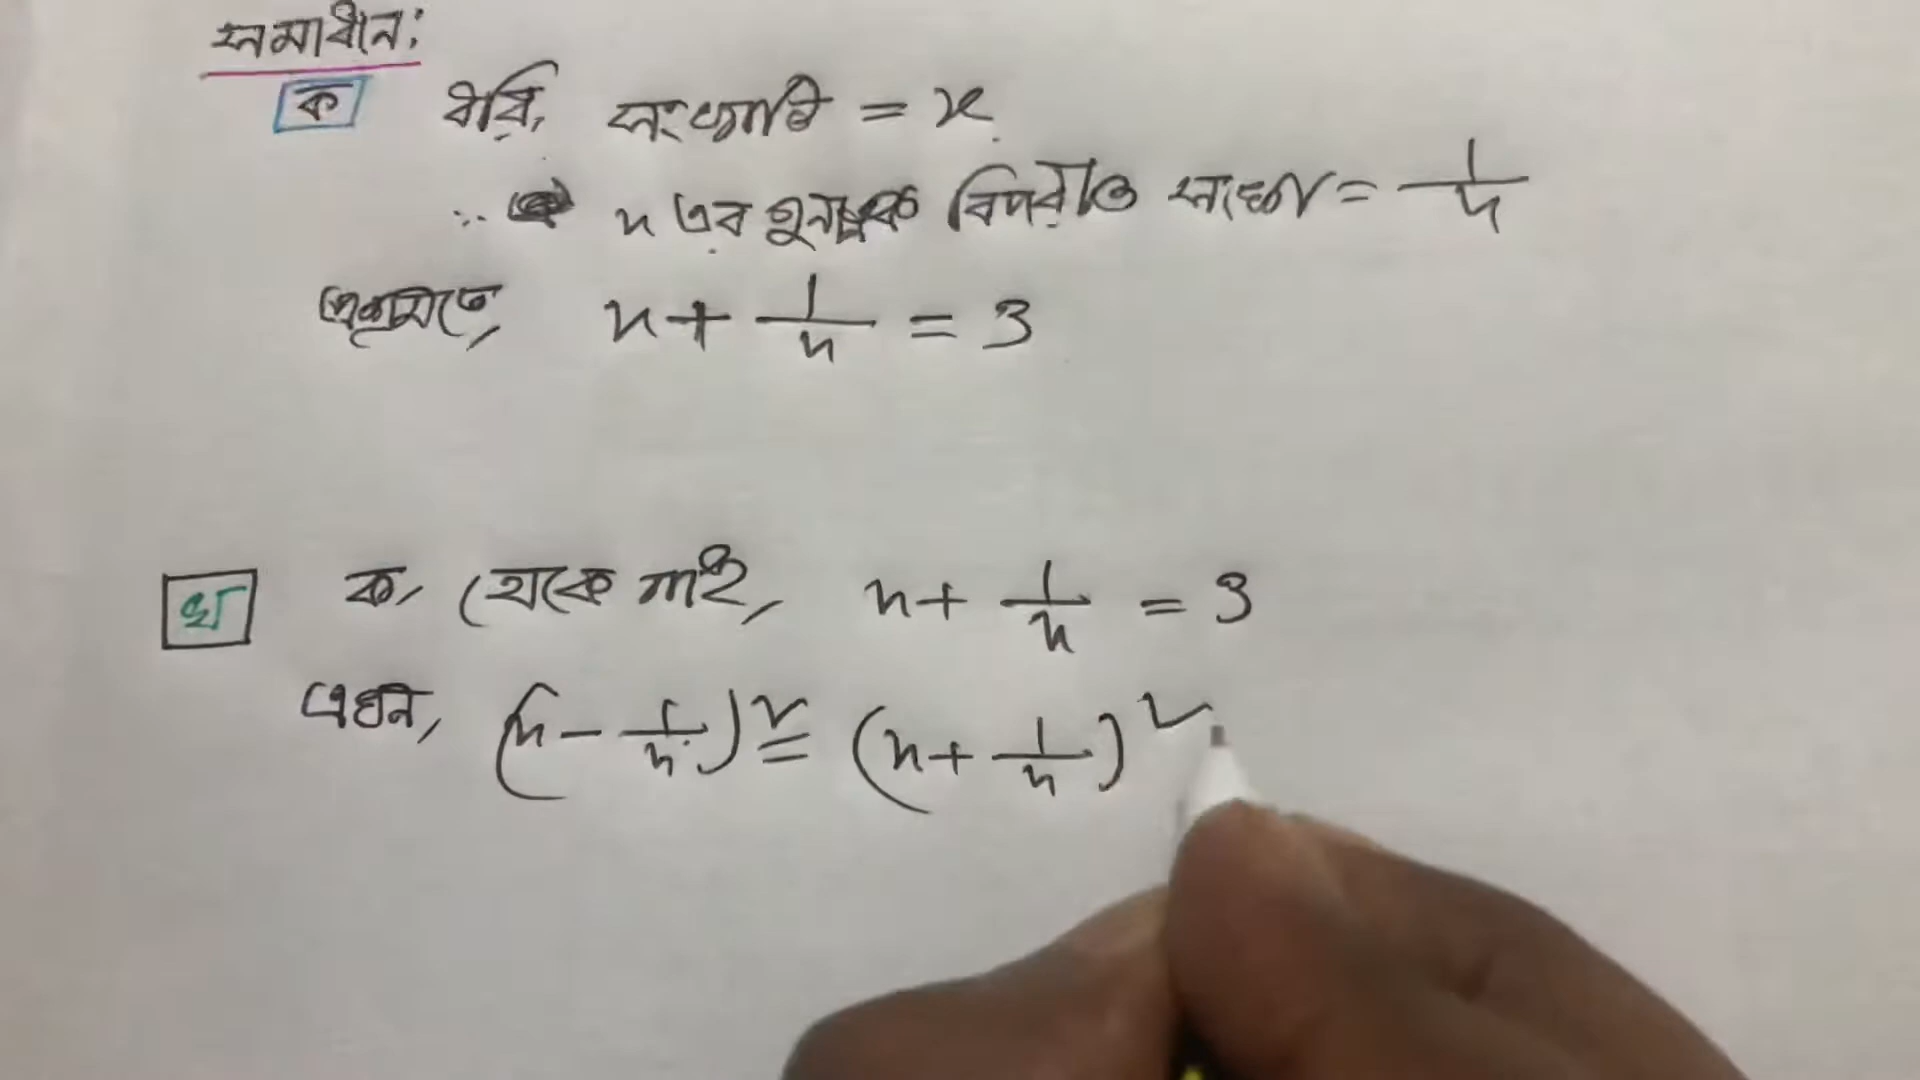 সমাধান:
ক ধরি, সংখ্যাটি = x
∴ x এর গুনাত্মক বিপরীত সংখ্যা = 1/x
প্রশ্নমতে, x + 1/x = 3
খ ক, থেকে পাই, x + 1/x = 3
এখন, (x - 1/x)² = (x + 1/x)²